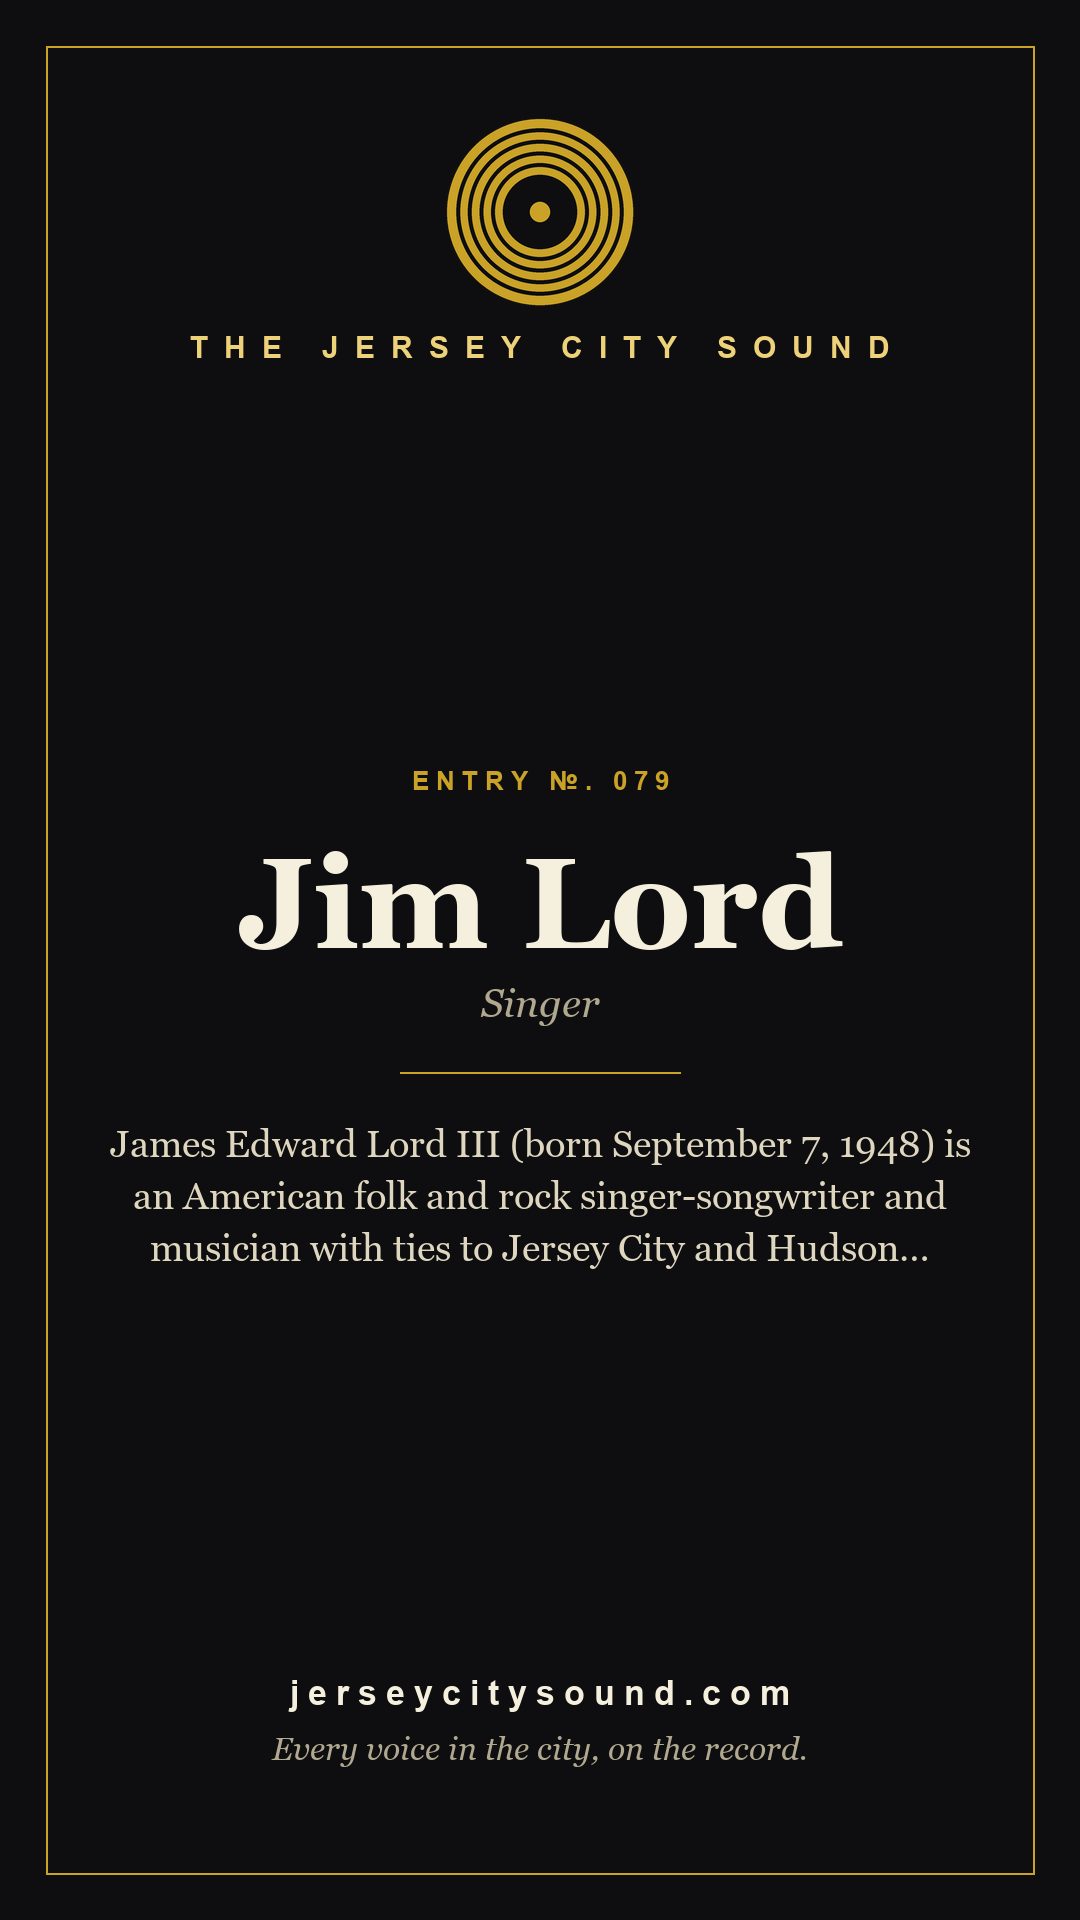 THE JERSEY CITY SOUND
ENTRY №. 079
Jim Lord
Singer
James Edward Lord III (born September 7, 1948) is
an American folk and rock singer-songwriter and
musician with ties to Jersey City and Hudson...
jerseycitysound.com
Every voice in the city, on the record.